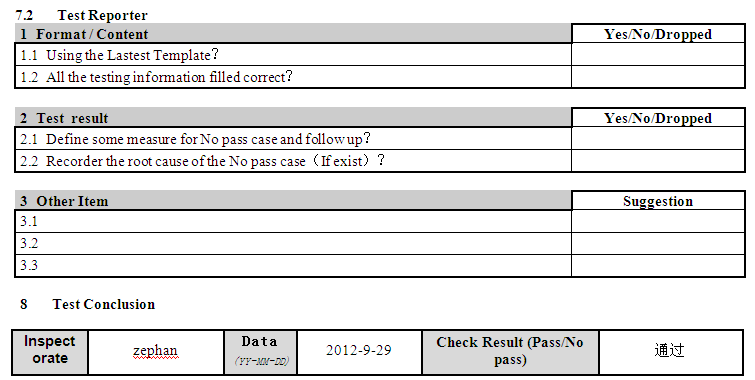 7.2 Test Reporter
1 Format / Content Yes/No/Dropped
1.1 Using the Lastest Template？
1.2 All the testing information filled correct？
2 Test result Yes/No/Dropped
2.1 Define some measure for No pass case and follow up？
2.2 Recorder the root cause of the No pass case（If exist）？
3 Other Item Suggestion
3.1
3.2
3.3
8 Test Conclusion
Inspect
orate
zephan
Data
(YY-MM-DD)
2012-9-29
Check Result (Pass/No
pass)
通过